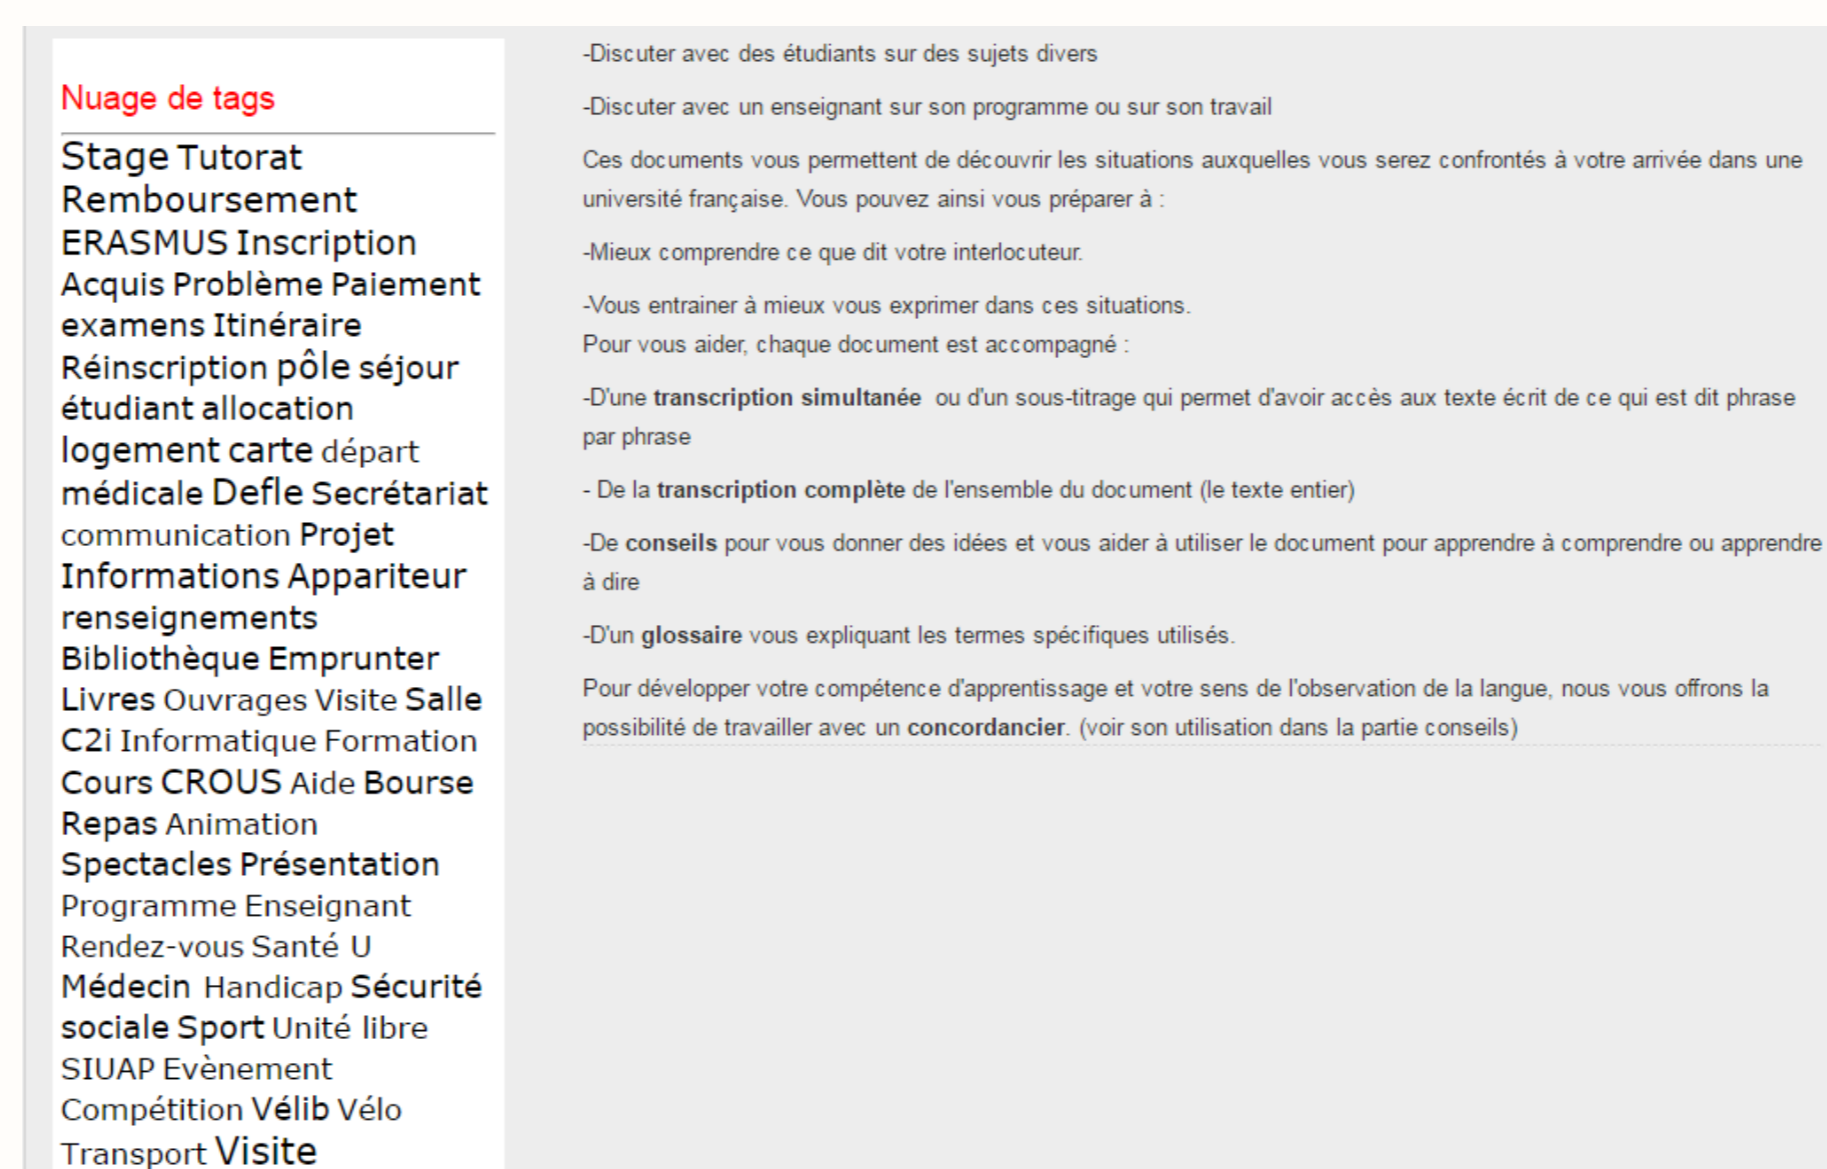 Nuage de tags
Stage Tutorat
Remboursement
ERASMUS Inscription
Acquis Problème Paiement
examens Itinéraire
Réinscription pôle séjour
étudiant allocation
logement carte départ
médicale Defle Secrétariat
communication Projet
Informations Appariteur
renseignements
Bibliothèque Emprunter
Livres Ouvrages Visite Salle
C2i Informatique Formation
Cours CROUS Aide Bourse
Repas Animation
Spectacles Présentation
Programme Enseignant
Rendez-vous Santé U
Médecin Handicap Sécurité
sociale Sport Unité libre
SIUAP Evènement
Compétition Vélib Vélo
Transport Visite
-Discuter avec des étudiants sur des sujets divers
-Discuter avec un enseignant sur son programme ou sur son travail
Ces documents vous permettent de découvrir les situations auxquelles vous serez confrontés à votre arrivée dans une
université française. Vous pouvez ainsi vous préparer à :
-Mieux comprendre ce que dit votre interlocuteur.
-Vous entrainer à mieux vous exprimer dans ces situations.
Pour vous aider, chaque document est accompagné :
-D'une transcription simultanée ou d'un sous-titrage qui permet d'avoir accès aux texte écrit de ce qui est dit phrase
par phrase
- De la transcription complète de l'ensemble du document (le texte entier)
-De conseils pour vous donner des idées et vous aider à utiliser le document pour apprendre à comprendre ou apprendre
à dire
-D'un glossaire vous expliquant les termes spécifiques utilisés.
Pour développer votre compétence d'apprentissage et votre sens de l'observation de la langue, nous vous offrons la
possibilité de travailler avec un concordancier. (voir son utilisation dans la partie conseils)